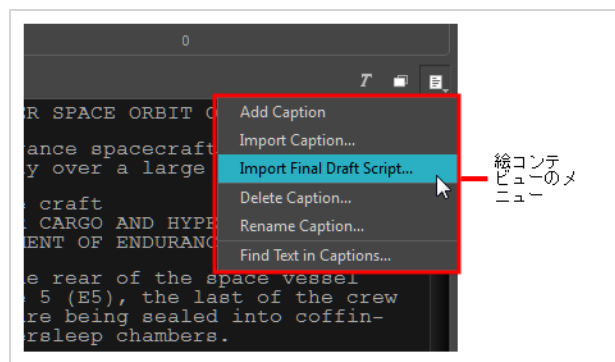 0
T
R SPACE ORBIT
Add Caption
ance spacecraft
Import Caption...
y over a large
Import Final Draft Script...
craft
Delete Caption...
CARGO AND HYPE
Rename Caption...
MENT OF ENDURANC
Find Text in Captions...
e rear of the space vessel
5 (E5), the last of the crew
re being sealed into coffin-
rsleep chambers.
絵コンテ
ビューのメ
ニュー